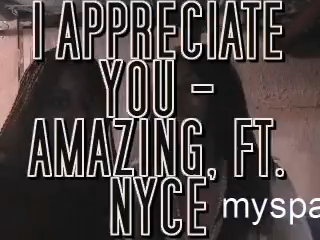 I APPRECIATE
YOU -
AMAZING, FT.
NYCE
myspa